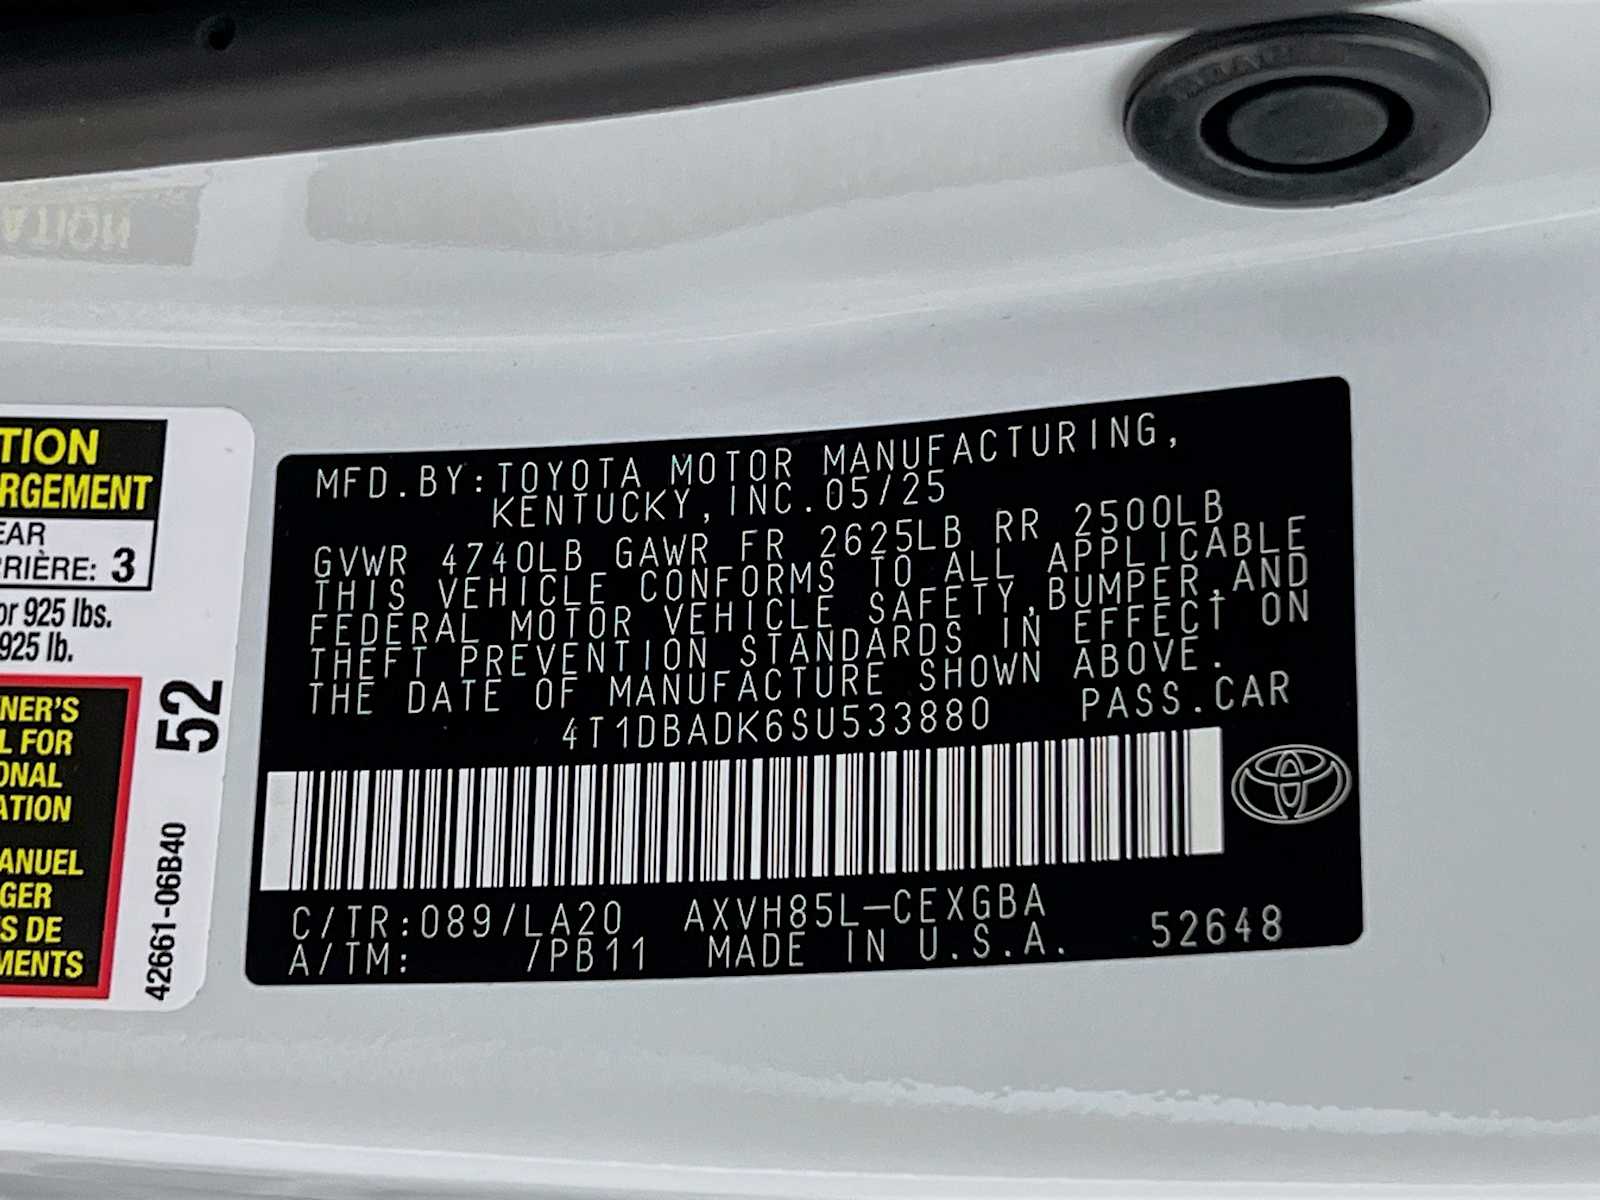 TION
RGEMENT
EAR
RRIÈRE: 3
or 925 lbs.
925 lb.
NER'S
L FOR
ONAL
ATION
ANUEL
GER
S DE
MENTS
52
42661-06B40
MFD.BY:TOYOTA MOTOR MANUFACTURING,
KENTUCKY,INC.05/25
GVWR 4740LB GAWR FR 2625LB RR 2500LB
THIS VEHICLE CONFORMS TO ALL APPLICABLE
FEDERAL MOTOR VEHICLE SAFETY,BUMPER,AND
THEFT PREVENTION STANDARDS IN EFFECT ON
THE DATE OF MANUFACTURE SHOWN ABOVE.
4T1DBADK6SU533880 PASS.CAR
C/TR:089/LA20 AXVH85L-CEXGBA
A/TM: /PB11 MADE IN U.S.A. 52648